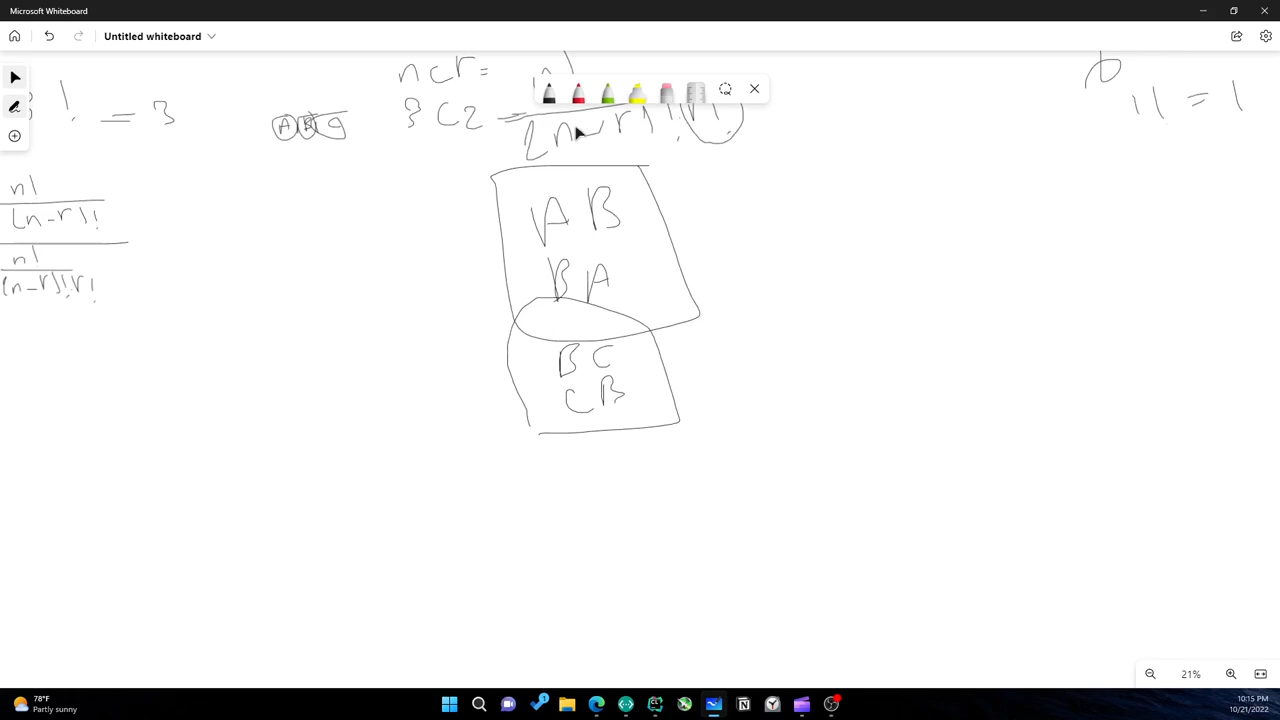 Microsoft Whiteboard
Untitled whiteboard
! = 3
A B C
nCr = n!
3C2 = (n-r)! r!
n!
(n-r)!
n!
(n-r)!r!
AB
BA
BC
CB
1! = 1
21%
78°F
Partly sunny
10:15 PM
10/21/2022